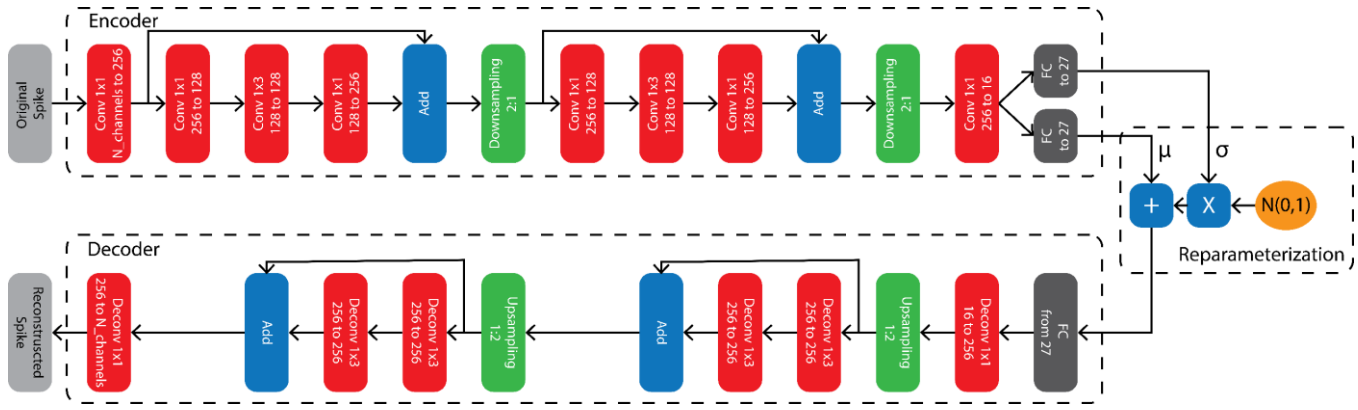 Encoder
Original
Spike
Conv 1x1
N_channels to 256
Conv 1x1
256 to 128
Conv 1x3
128 to 128
Conv 1x1
128 to 256
Add
Downsampling
2:1
Conv 1x1
256 to 128
Conv 1x3
128 to 128
Conv 1x1
128 to 256
Add
Downsampling
2:1
Conv 1x1
256 to 16
FC
to 27
FC
to 27
μ
σ
+
X
N(0,1)
Reparameterization
Decoder
Reconstruscted
Spike
Deconv 1x1
256 to N_channels
Add
Deconv 1x3
256 to 256
Deconv 1x3
256 to 256
Upsampling
1:2
Add
Deconv 1x3
256 to 256
Deconv 1x3
256 to 256
Upsampling
1:2
Deconv 1x1
16 to 256
FC
from 27